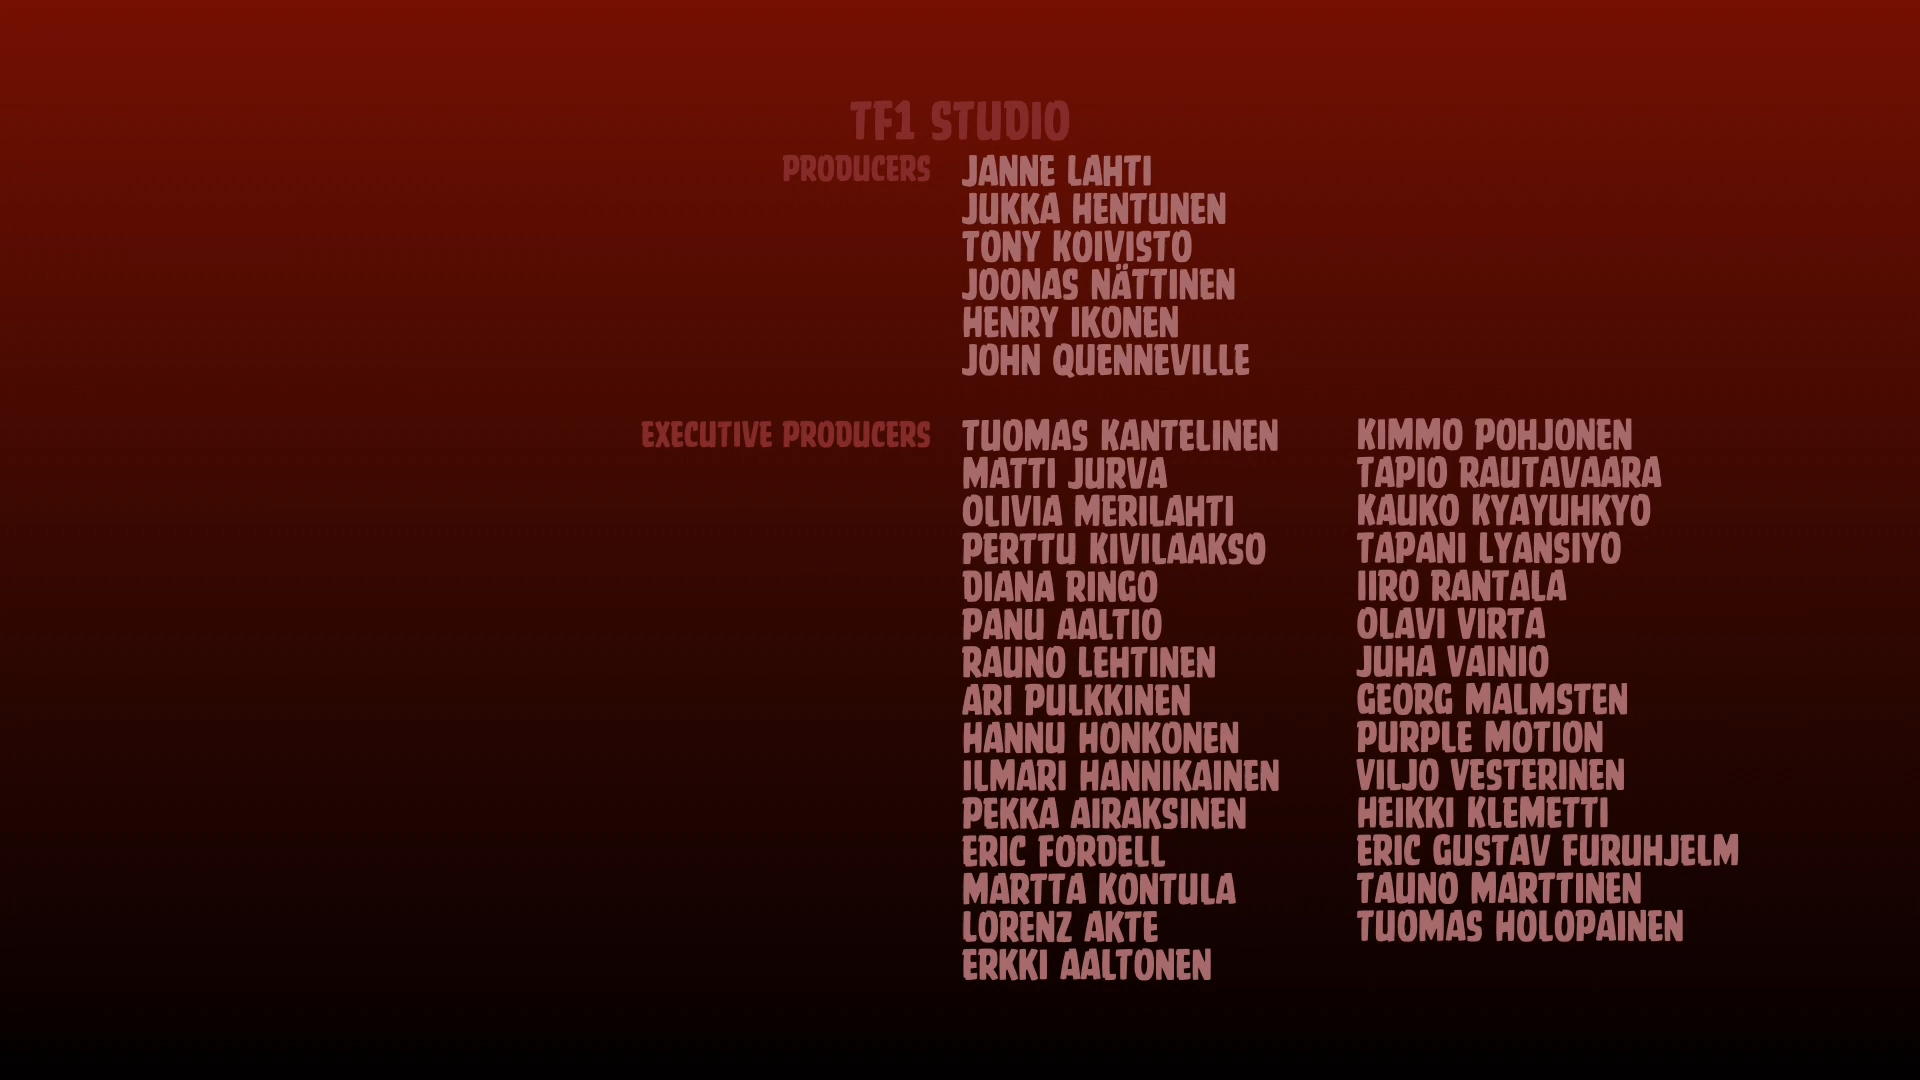 TF1 STUDIO
PRODUCERS JANNE LAHTI
JUKKA HENTUNEN
TONY KOIVISTO
JOONAS NÄTTINEN
HENRY IKONEN
JOHN QUENNEVILLE
EXECUTIVE PRODUCERS TUOMAS KANTELINEN KIMMO POHJONEN
MATTI JURVA TAPIO RAUTAVAARA
OLIVIA MERILAHTI KAUKO KYAYUHKYO
PERTTU KIVILAAKSO TAPANI LYANSIYO
DIANA RINGO IIRO RANTALA
PANU AALTIO OLAVI VIRTA
RAUNO LEHTINEN JUHA VAINIO
ARI PULKKINEN GEORG MALMSTEN
HANNU HONKONEN PURPLE MOTION
ILMARI HANNIKAINEN VILJO VESTERINEN
PEKKA AIRAKSINEN HEIKKI KLEMETTI
ERIC FORDELL ERIC GUSTAV FURUHJELM
MARTTA KONTULA TAUNO MARTTINEN
LORENZ AKTE TUOMAS HOLOPAINEN
ERKKI AALTONEN